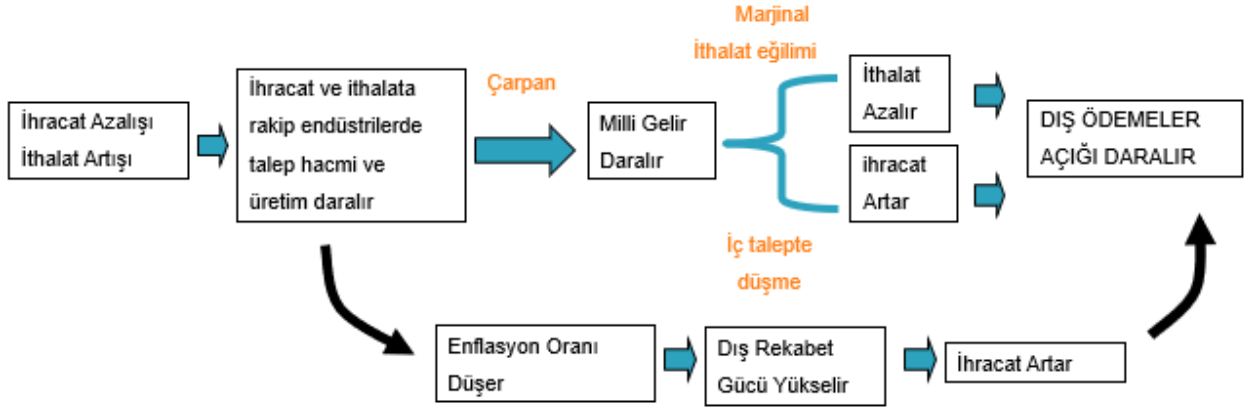 Marjinal
İthalat eğilimi
Çarpan
İhracat Azalışı
İthalat Artışı
İhracat ve ithalata
rakip endüstrilerde
talep hacmi ve
üretim daralır
Milli Gelir
Daralır
İthalat
Azalır
ihracat
Artar
DIŞ ÖDEMELER
AÇIĞI DARALIR
İç talepte
düşme
Enflasyon Oranı
Düşer
Dış Rekabet
Gücü Yükselir
İhracat Artar